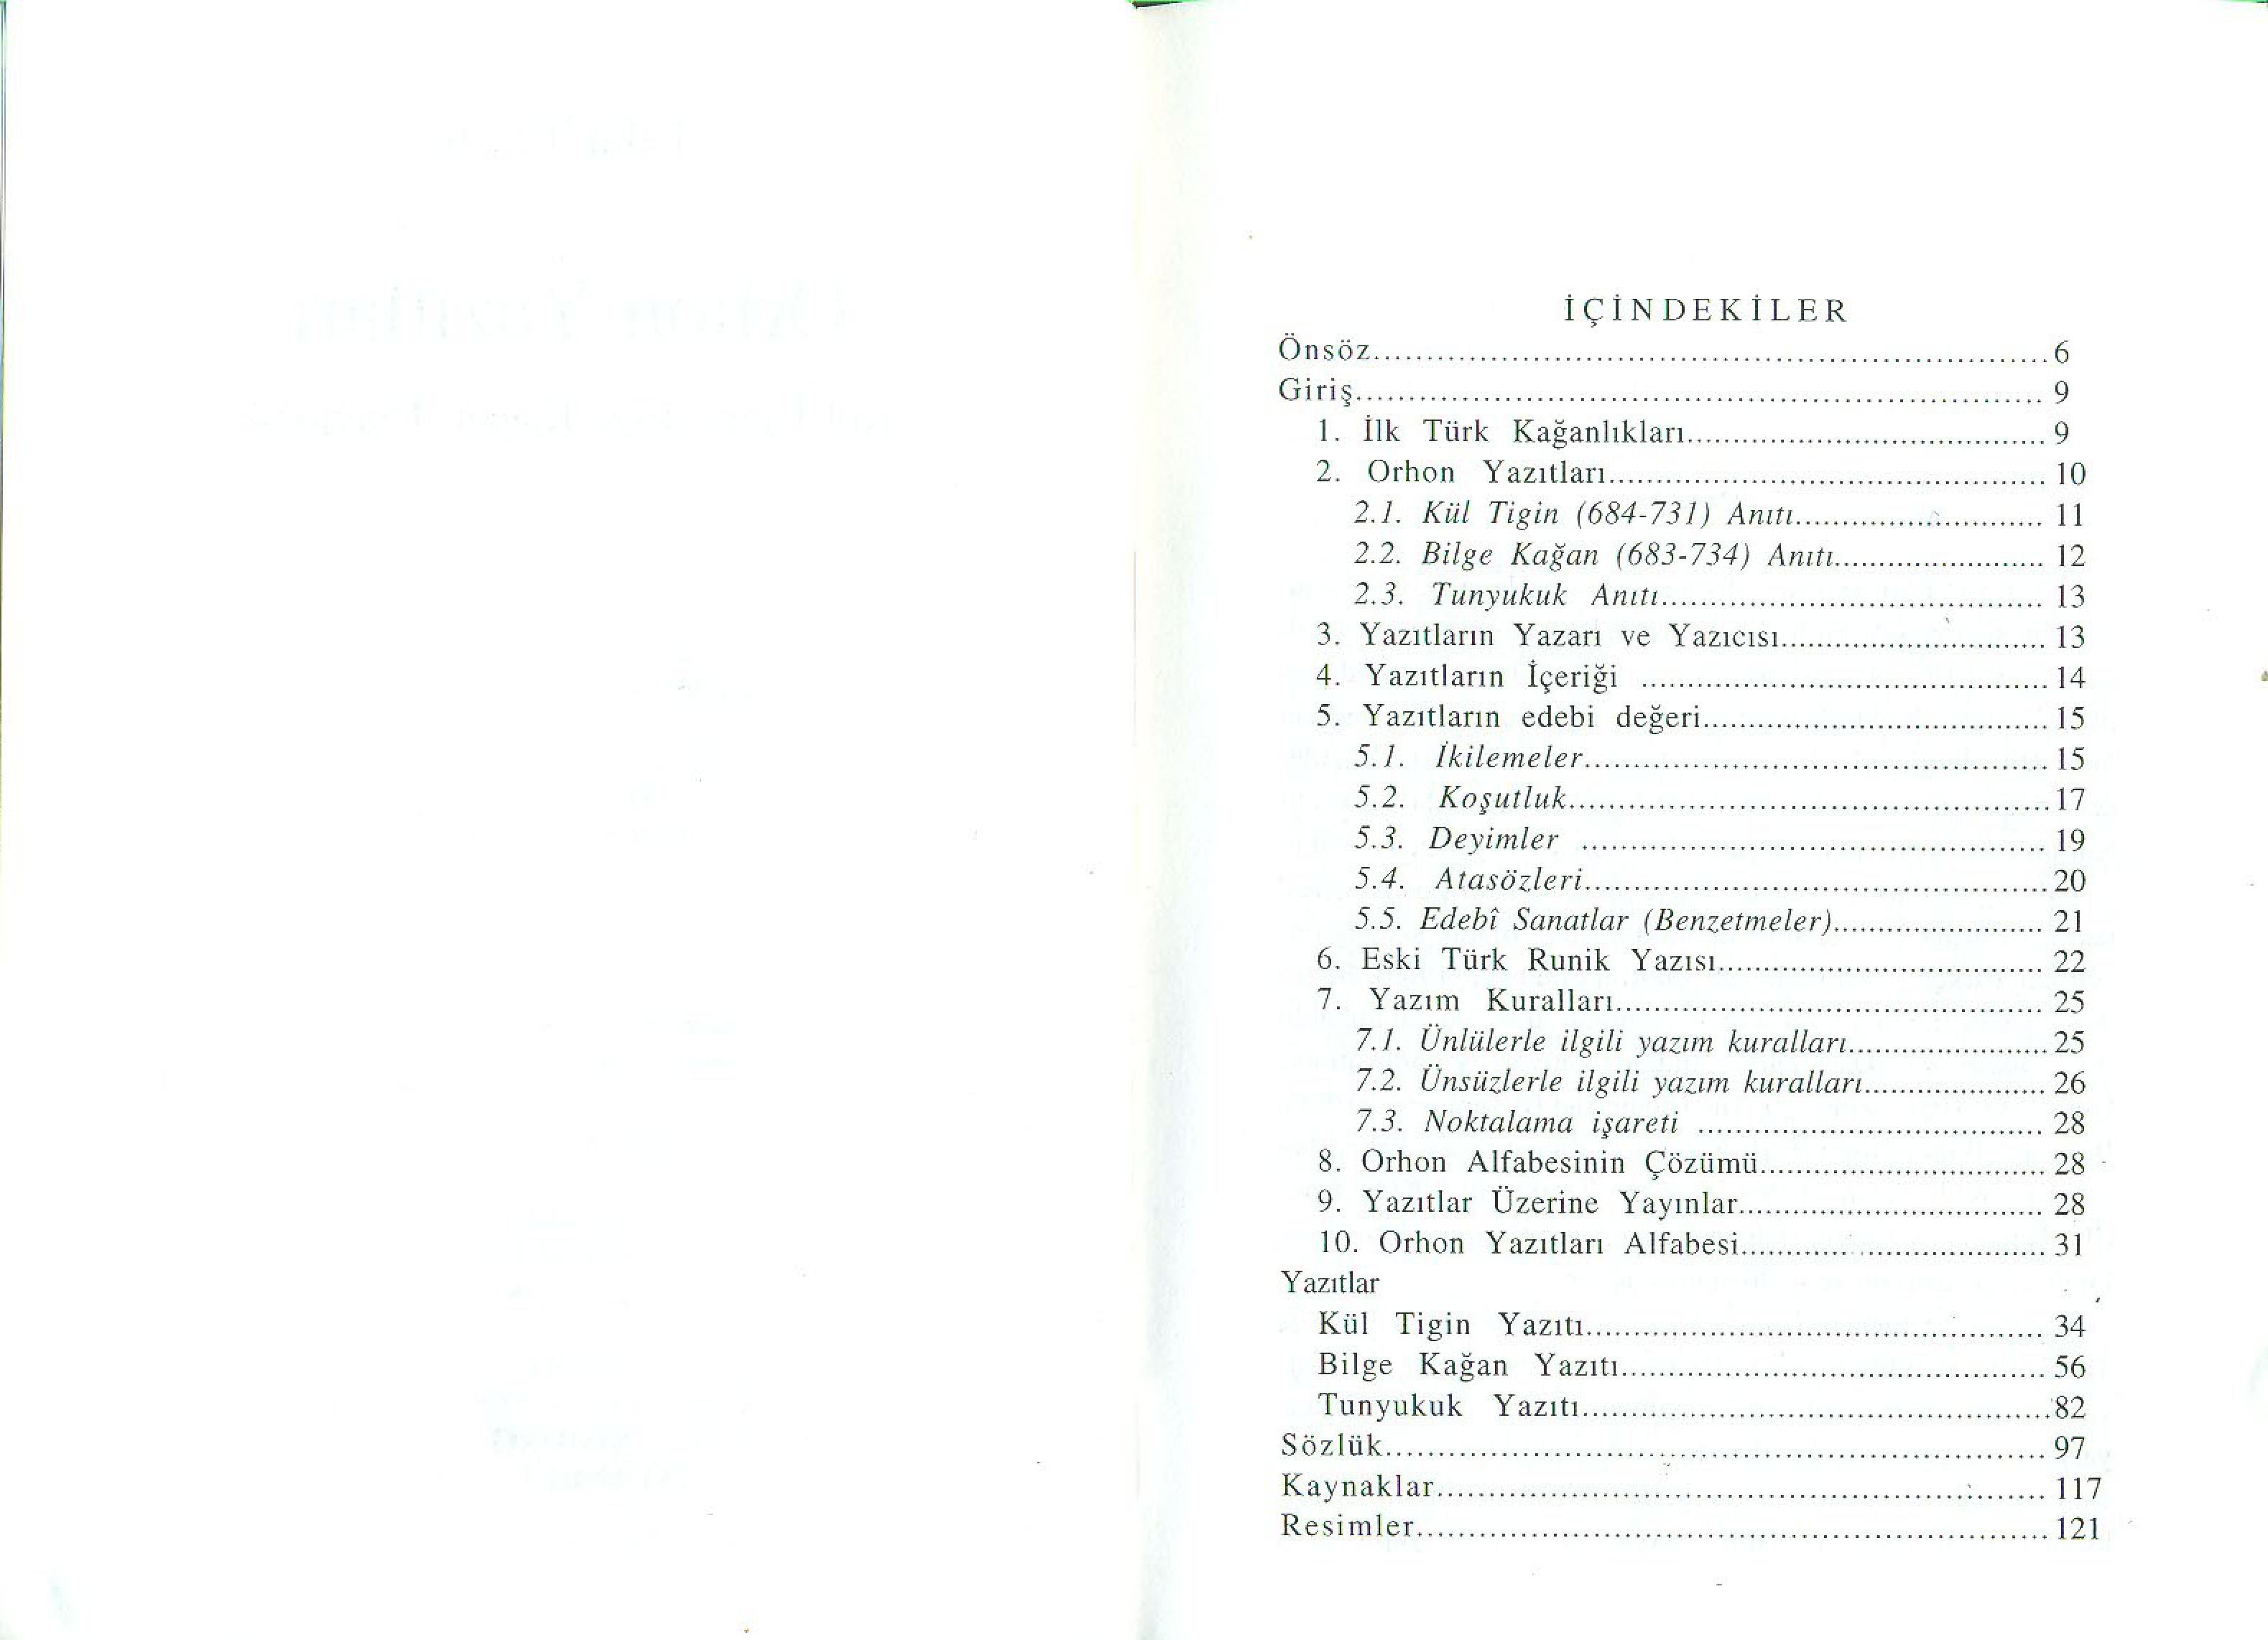 İÇİNDEKİLER
Önsöz.................................................................6
Giriş................................................................. 9
1. İlk Türk Kağanlıkları..................................... 9
2. Orhon Yazıtları............................................ 10
2.1. Kül Tigin (684-731) Anıtı......................... 11
2.2. Bilge Kağan (683-734) Anıtı...................... 12
2.3. Tunyukuk Anıtı........................................ 13
3. Yazıtların Yazarı ve Yazıcısı............................ 13
4. Yazıtların İçeriği ........................................... 14
5. Yazıtların edebi değeri.................................... 15
5.1. İkilemeler................................................ 15
5.2. Koşutluk..................................................17
5.3. Deyimler ................................................ 19
5.4. Atasözleri................................................20
5.5. Edebî Sanatlar (Benzetmeler)...................... 21
6. Eski Türk Runik Yazısı.................................. 22
7. Yazım Kuralları............................................ 25
7.1. Ünlülerle ilgili yazım kuralları..................... 25
7.2. Ünsüzlerle ilgili yazım kuralları................... 26
7.3. Noktalama işareti .................................... 28
8. Orhon Alfabesinin Çözümü.............................. 28
9. Yazıtlar Üzerine Yayınlar................................ 28
10. Orhon Yazıtları Alfabesi................................ 31
Yazıtlar
Kül Tigin Yazıtı................................................ 34
Bilge Kağan Yazıtı............................................ 56
Tunyukuk Yazıtı................................................82
Sözlük................................................................ 97
Kaynaklar........................................................... 117
Resimler............................................................. 121